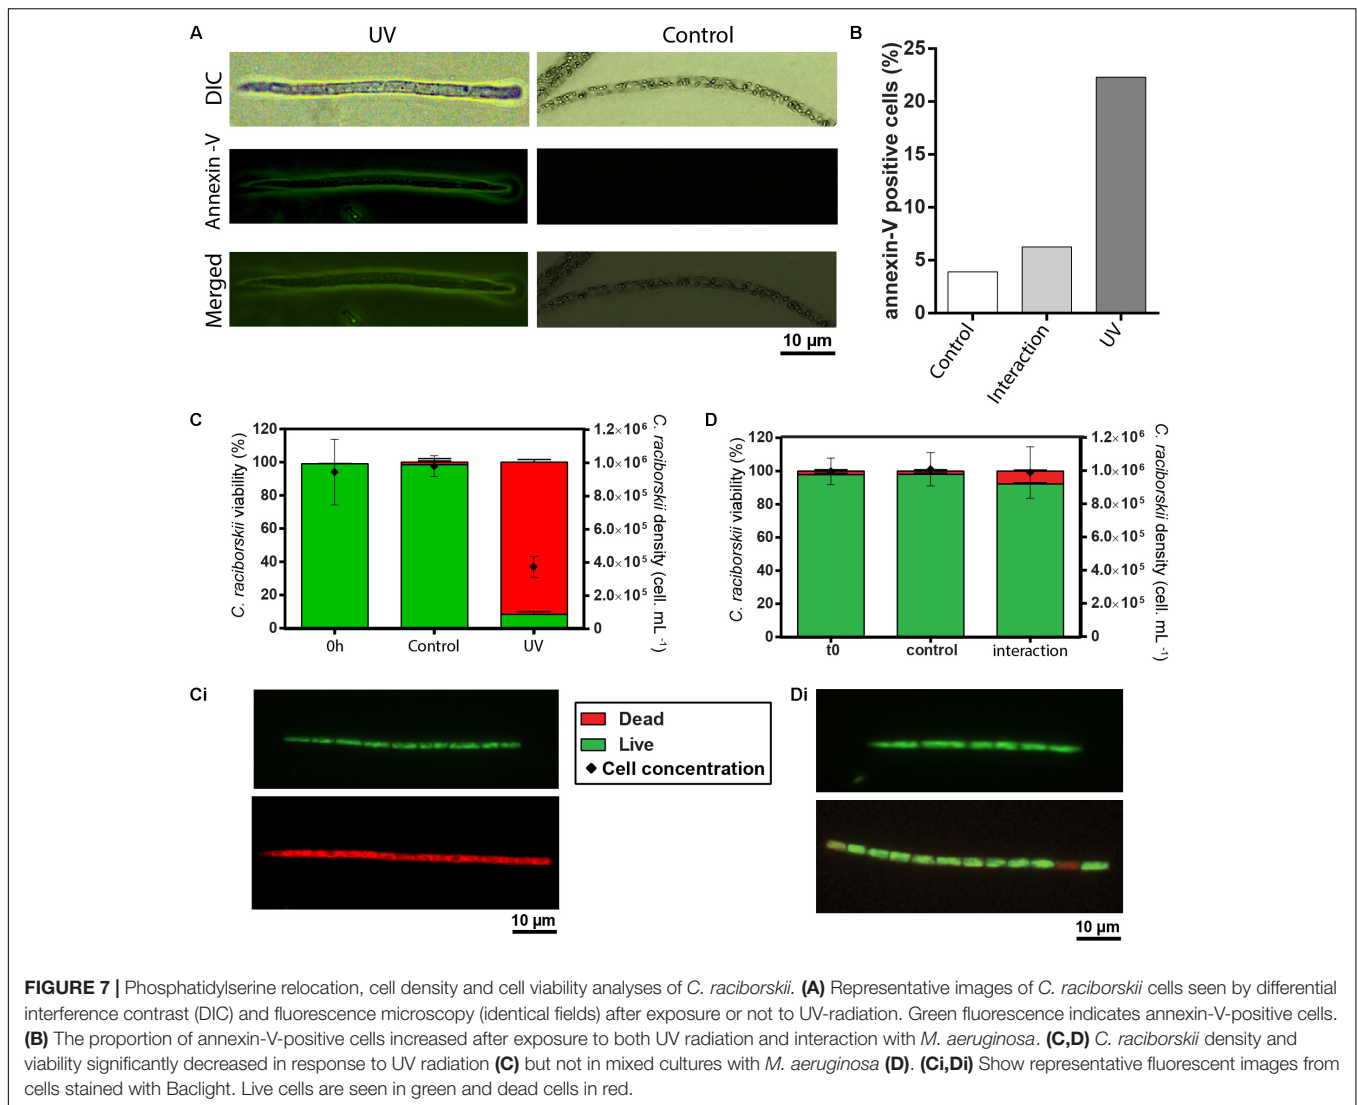 A
UV
Control
DIC
Annexin -V
Merged
10 µm
B
annexin-V positive cells (%)
25
20
15
10
5
0
Control
Interaction
UV
C
C. raciborskii viability (%)
120
100
80
60
40
20
0
1.2×10⁶
1.0×10⁶
8.0×10⁵
6.0×10⁵
4.0×10⁵
2.0×10⁵
0
C. raciborskii density (cell. mL ⁻¹)
0h
Control
UV
D
C. raciborskii viability (%)
120
100
80
60
40
20
0
1.2×10⁶
1.0×10⁶
8.0×10⁵
6.0×10⁵
4.0×10⁵
2.0×10⁵
0
C. raciborskii density (cell. mL ⁻¹)
t0
control
interaction
Ci
10 µm
Dead
Live
Cell concentration
Di
10 µm
FIGURE 7 | Phosphatidylserine relocation, cell density and cell viability analyses of C. raciborskii. (A) Representative images of C. raciborskii cells seen by differential
interference contrast (DIC) and fluorescence microscopy (identical fields) after exposure or not to UV-radiation. Green fluorescence indicates annexin-V-positive cells.
(B) The proportion of annexin-V-positive cells increased after exposure to both UV radiation and interaction with M. aeruginosa. (C,D) C. raciborskii density and
viability significantly decreased in response to UV radiation (C) but not in mixed cultures with M. aeruginosa (D). (Ci,Di) Show representative fluorescent images from
cells stained with Baclight. Live cells are seen in green and dead cells in red.